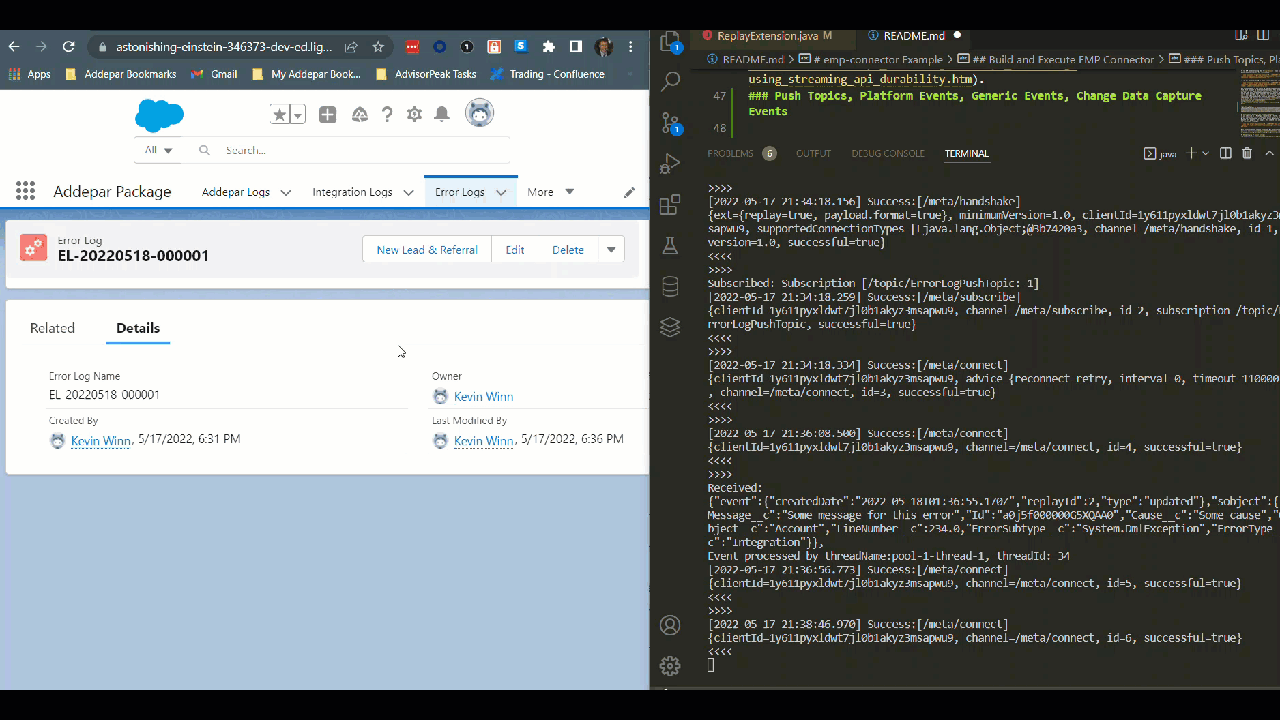 astonishing-einstein-346373-dev-ed.lig...
Apps
Addepar Bookmarks
Gmail
My Addepar Book...
AdvisorPeak Tasks
Trading - Confluence
All
Search...
Addepar Package
Addepar Logs
Integration Logs
Error Logs
More
Error Log
EL-20220518-000001
New Lead & Referral
Edit
Delete
Related
Details
Error Log Name
EL-20220518-000001
Owner
Kevin Winn
Created By
Kevin Winn, 5/17/2022, 6:31 PM
Last Modified By
Kevin Winn, 5/17/2022, 6:36 PM
ReplayExtension.java M
README.md
README.md > # emp-connector Example > ## Build and Execute EMP Connector > ### Push Topics, Pla
using_streaming_api_durability.htm).
47 ### Push Topics, Platform Events, Generic Events, Change Data Capture
Events
48
PROBLEMS 6 OUTPUT DEBUG CONSOLE TERMINAL
java
>>>>
[2022-05-17 21:34:18.156] Success:[/meta/handshake]
{ext={replay=true, payload.format=true}, minimumVersion=1.0, clientId=1y611pyxldwt7jl0b1akyz3
sapwu9, supportedConnectionTypes [Ljava.lang.Object;@3b7420a3, channel /meta/handshake, id 1,
version=1.0, successful=true}
<<<<
>>>>
Subscribed: Subscription [/topic/ErrorLogPushTopic: 1]
[2022-05-17 21:34:18.259] Success:[/meta/subscribe]
{clientId 1y611pyxldwt7jl0b1akyz3msapwu9, channel /meta/subscribe, id 2, subscription /topic/
rrorLogPushTopic, successful=true}
<<<<
>>>>
[2022-05-17 21:34:18.334] Success:[/meta/connect]
{clientId 1y611pyxldwt7jl0b1akyz3msapwu9, advice {reconnect retry, interval 0, timeout 110000
, channel=/meta/connect, id=3, successful=true}
<<<<
>>>>
[2022-05-17 21:36:08.500] Success:[/meta/connect]
{clientId=1y611pyxldwt7jl0b1akyz3msapwu9, channel=/meta/connect, id=4, successful=true}
<<<<
>>>>
Received:
{"event":{"createdDate":"2022-05-18T01:36:55.170Z","replayId":2,"type":"updated"},"sobject":{
Message__c":"Some message for this error","Id":"a0j5f000000G5XQAA0","Cause__c":"Some cause","
bject__c":"Account","LineNumber__c":234.0,"ErrorSubtype__c":"System.DmlException","ErrorType
c":"Integration"}},
Event processed by threadName:pool-1-thread-1, threadId: 34
[2022-05-17 21:36:56.773] Success:[/meta/connect]
{clientId=1y611pyxldwt7jl0b1akyz3msapwu9, channel=/meta/connect, id=5, successful=true}
<<<<
>>>>
[2022-05-17 21:38:46.970] Success:[/meta/connect]
{clientId=1y611pyxldwt7jl0b1akyz3msapwu9, channel=/meta/connect, id=6, successful=true}
<<<<